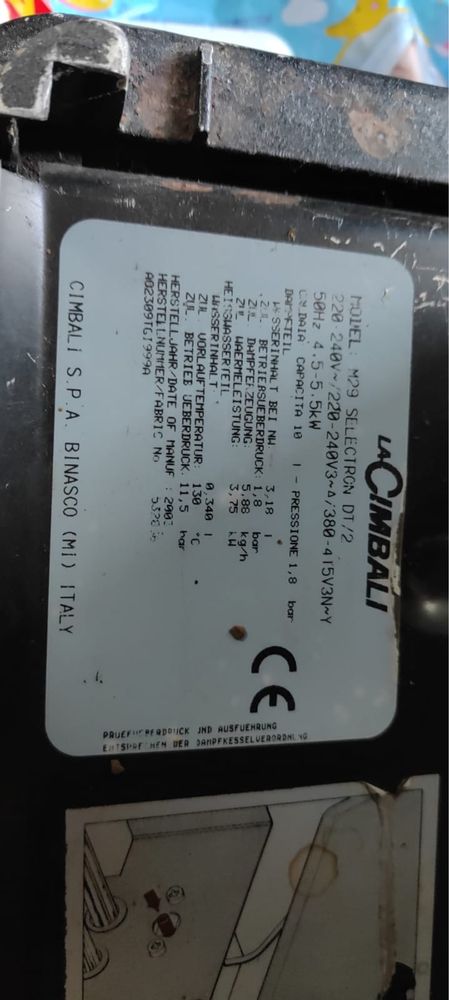 LA CIMBALI
MODEL: M29 SELECTRON DT/2
220-240V~/220-240V3~A/380-415V3N~Y
50Hz 4.5-5.5kW
CALDAIA CAPACITA 10 l - PRESSIONE 1,8 bar
DAMPFTEIL
WASSERINHALT BEI NW 3,18 l
ZUL. BETRIEBSUEBERDRUCK: 1,8 bar
ZUL. DAMPFERZEUGUNG: 5,88 kg/h
ZUL. WAERMELEISTUNG: 3,75 kW
HEISSWASSERTEIL
WASSERINHALT 0,340 l
ZUL. VORLAUFTEMPERATUR: 130 °C
ZUL. BETRIEB UEBERDRUCK: 11,5 bar
HERSTELLJAHR/DATE OF MANUF :
HERSTELLNUMMER/FABRIC No
A02309TG1999A
CE
CIMBALI S.P.A. BINASCO (MI) ITALY
PRUEFUEBERDRUCK UND AUSFUEHRUNG
DER DAMPFKESSELVERORDNUNG